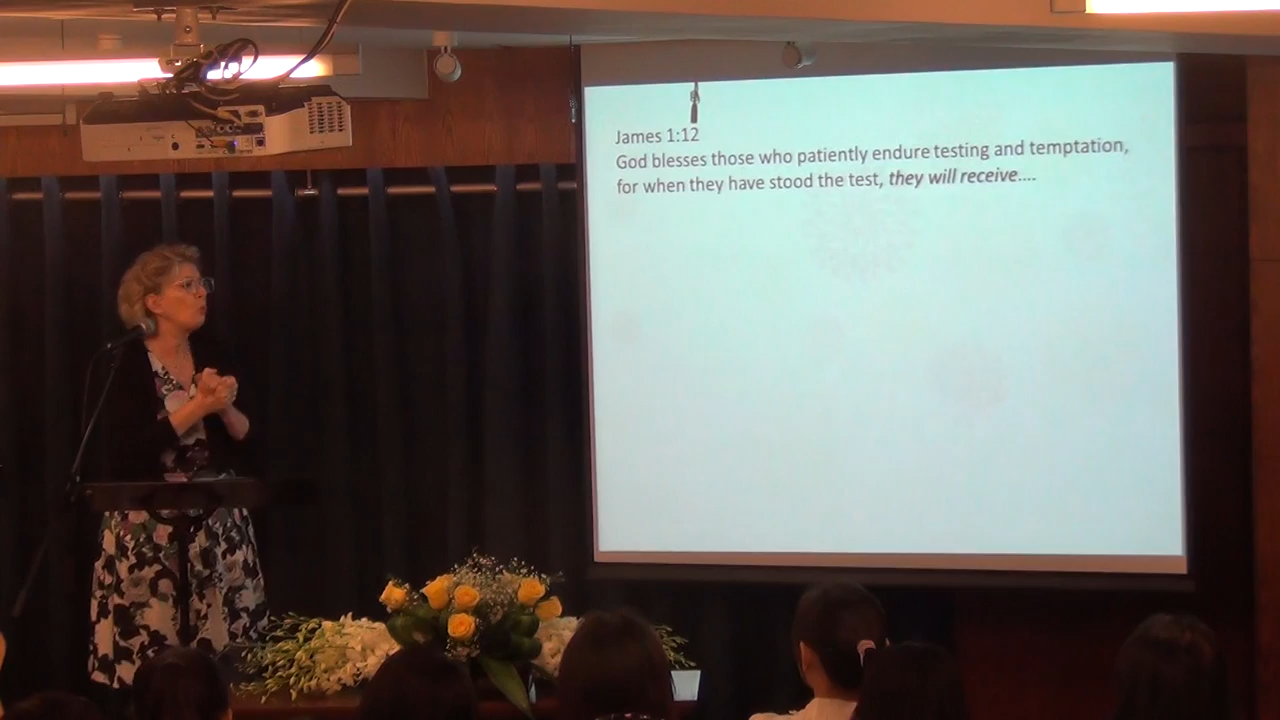 James 1:12
God blesses those who patiently endure testing and temptation,
for when they have stood the test, they will receive....